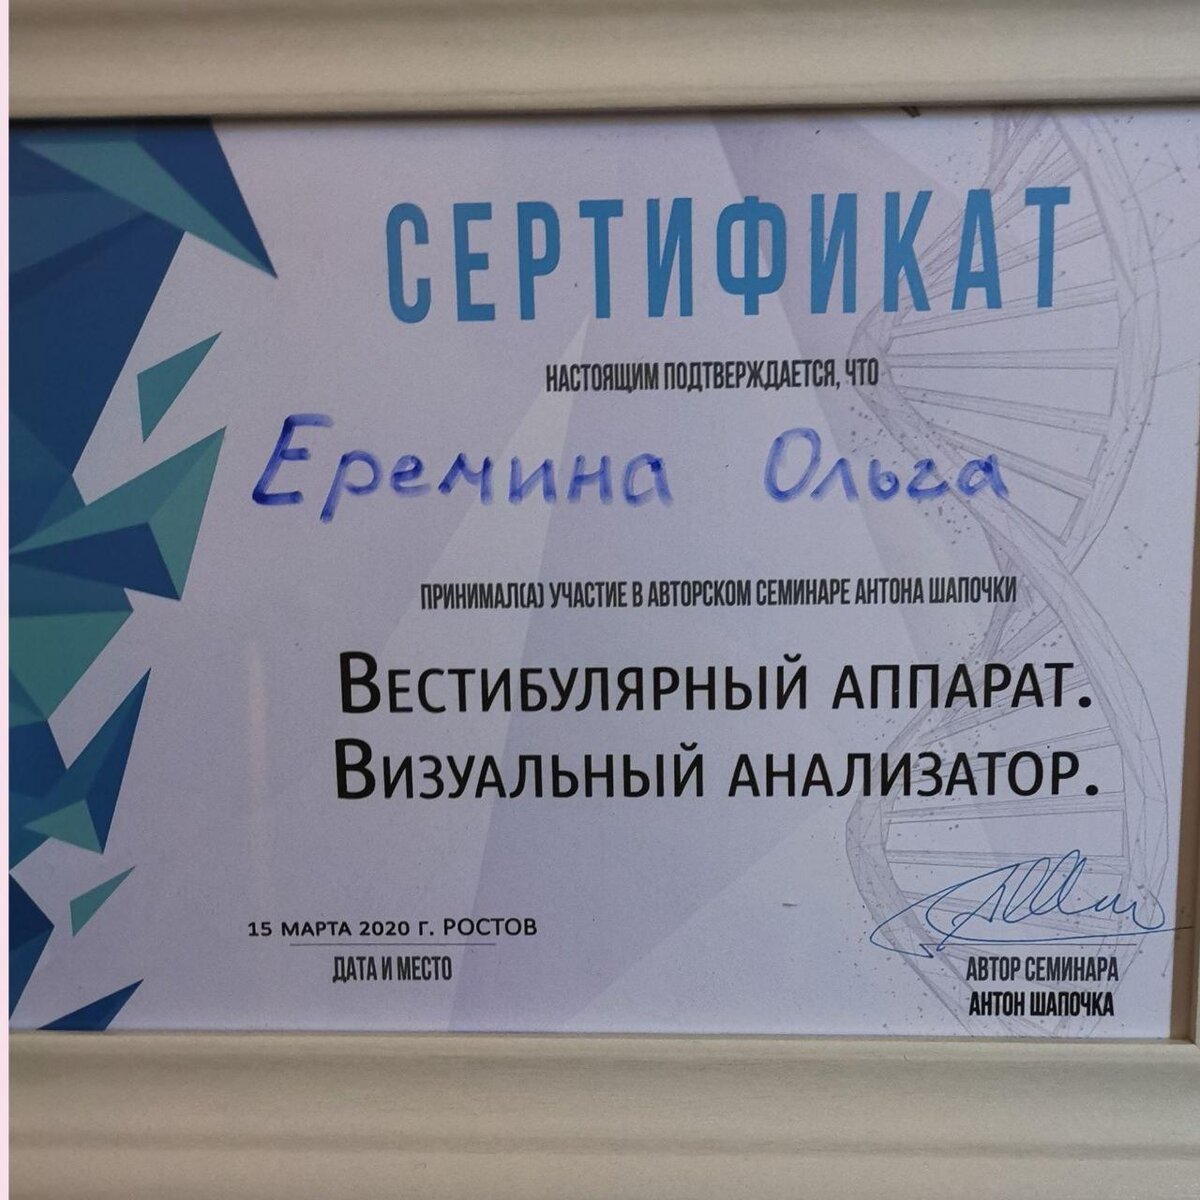 СЕРТИФИКАТ
НАСТОЯЩИМ ПОДТВЕРЖДАЕТСЯ, ЧТО
Еремина Ольга
ПРИНИМАЛ(А) УЧАСТИЕ В АВТОРСКОМ СЕМИНАРЕ АНТОНА ШАПОЧКИ
ВЕСТИБУЛЯРНЫЙ АППАРАТ.
ВИЗУАЛЬНЫЙ АНАЛИЗАТОР.
15 МАРТА 2020 Г. РОСТОВ
ДАТА И МЕСТО
АВТОР СЕМИНАРА
АНТОН ШАПОЧКА